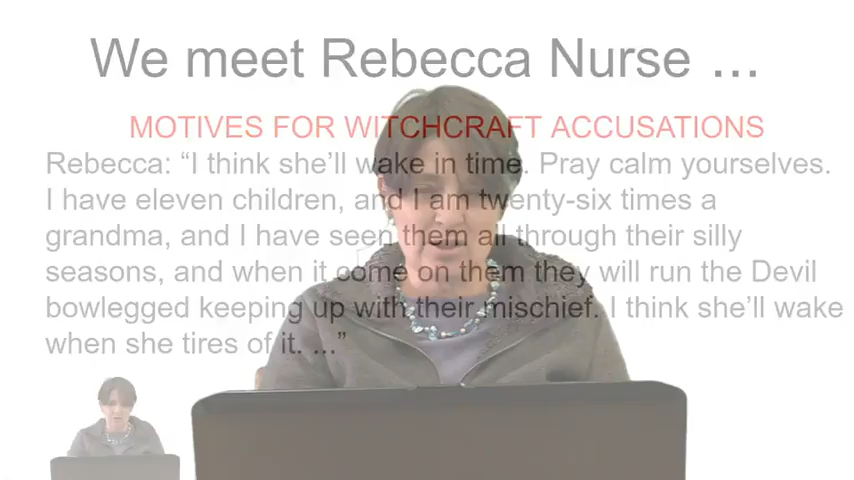 We meet Rebecca Nurse ...
MOTIVES FOR WITCHCRAFT ACCUSATIONS
Rebecca: “I think she’ll wake in time. Pray calm yourselves.
I have eleven children, and I am twenty-six times a
grandma, and I have seen them all through their silly
seasons, and when it come on them they will run the Devil
bowlegged keeping up with their mischief. I think she’ll wake
when she tires of it. ...”